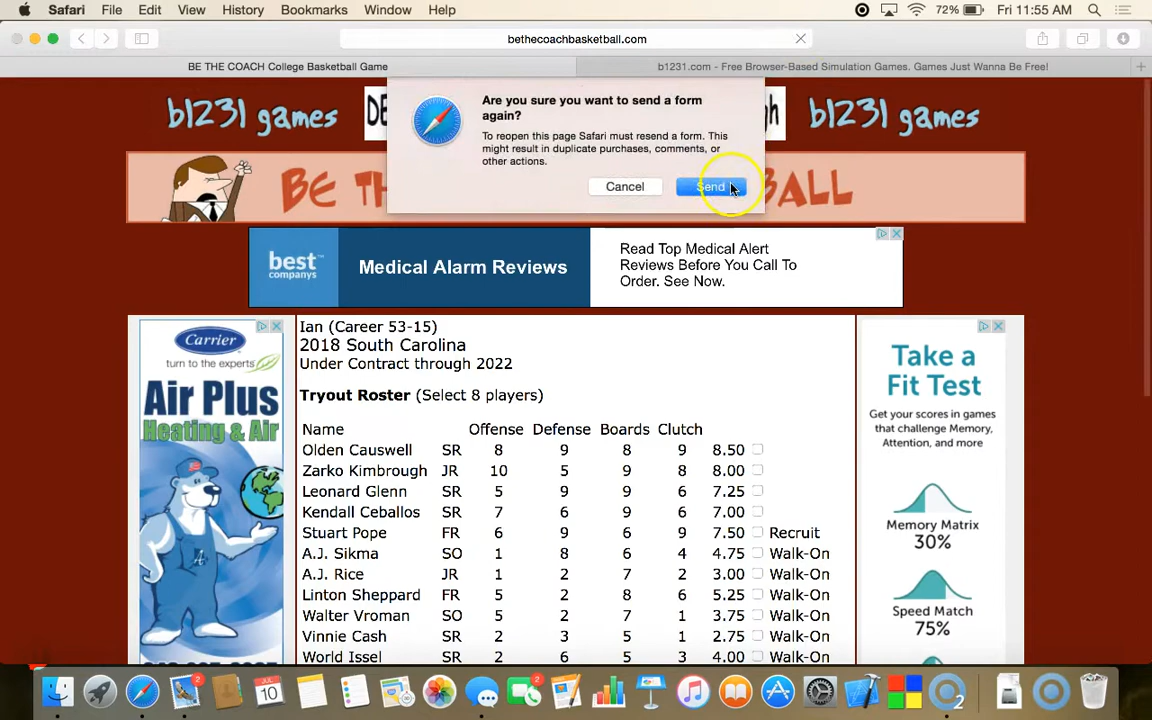 Safari File Edit View History Bookmarks Window Help 72% Fri 11:55 AM
bethecoachbasketball.com
BE THE COACH College Basketball Game b1231.com - Free Browser-Based Simulation Games. Games Just Wanna Be Free!
b1231 games b1231 games
Are you sure you want to send a form
again?
To reopen this page Safari must resend a form. This
might result in duplicate purchases, comments, or
other actions.
Cancel Send
best
companys
Medical Alarm Reviews
Read Top Medical Alert
Reviews Before You Call To
Order. See Now.
Carrier
turn to the experts
Air Plus
Heating & Air
Ian (Career 53-15)
2018 South Carolina
Under Contract through 2022
Tryout Roster (Select 8 players)
Name Offense Defense Boards Clutch
Olden Causwell SR 8 9 8 9 8.50
Zarko Kimbrough JR 10 5 9 8 8.00
Leonard Glenn SR 5 9 9 6 7.25
Kendall Ceballos SR 7 6 9 6 7.00
Stuart Pope FR 6 9 6 9 7.50 Recruit
A.J. Sikma SO 1 8 6 4 4.75 Walk-On
A.J. Rice JR 1 2 7 2 3.00 Walk-On
Linton Sheppard FR 5 2 8 6 5.25 Walk-On
Walter Vroman SO 5 2 7 1 3.75 Walk-On
Vinnie Cash SR 2 3 5 1 2.75 Walk-On
World Issel SR 2 6 5 3 4.00 Walk-On
Take a
Fit Test
Get your scores in games
that challenge Memory,
Attention, and more
Memory Matrix
30%
Speed Match
75%
2
JUL
10
2
2